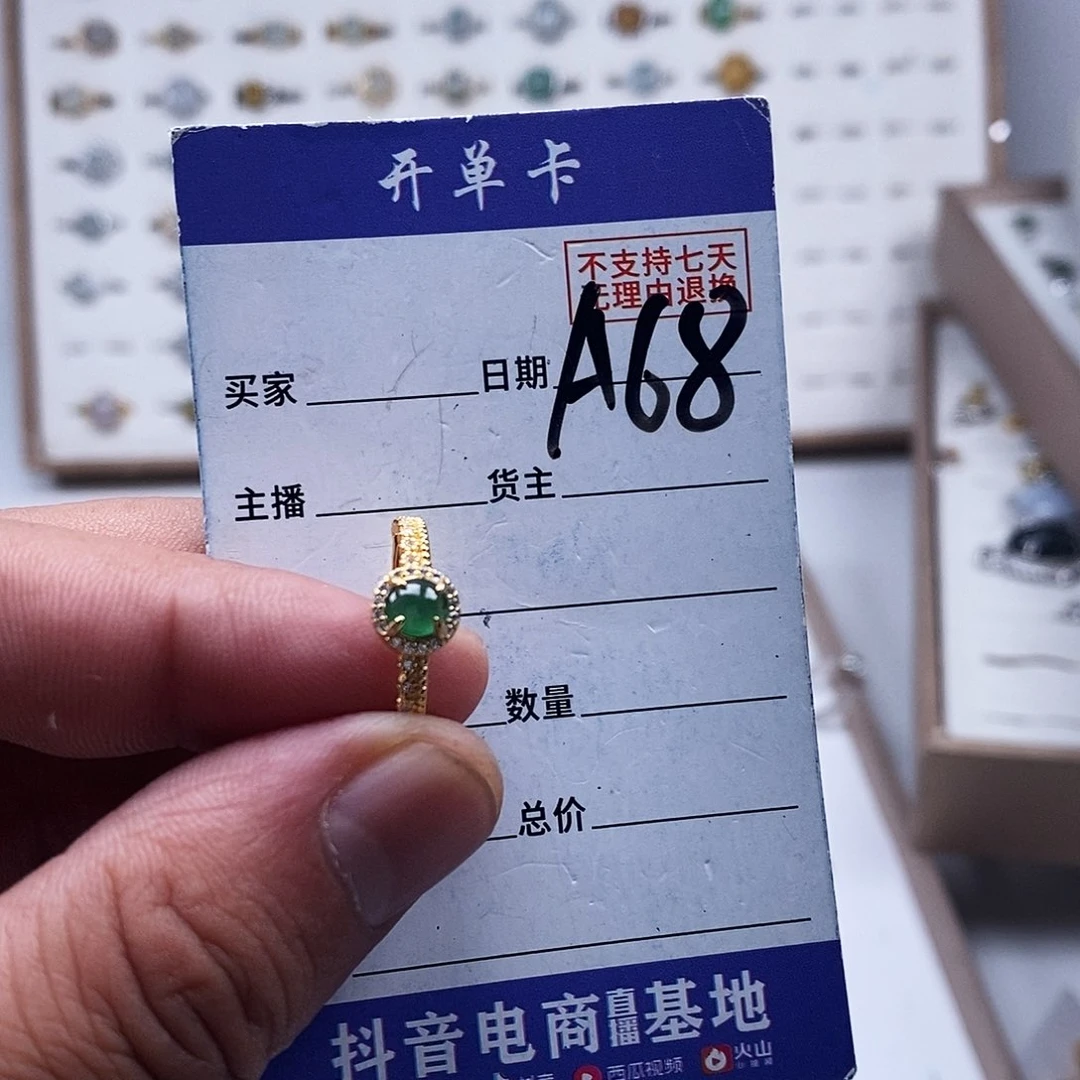 开单卡
不支持七天
无理由退换
A68
买家 日期
主播 货主
数量
总价
抖音电商直播基地
抖音 西瓜视频 火山